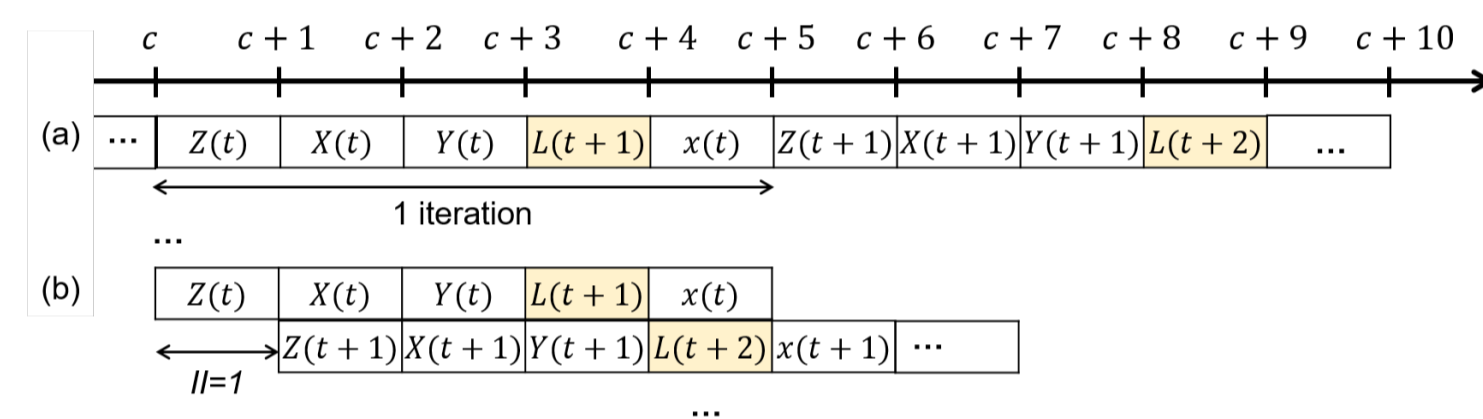 c c + 1 c + 2 c + 3 c + 4 c + 5 c + 6 c + 7 c + 8 c + 9 c + 10
(a) ... Z(t) X(t) Y(t) L(t + 1) x(t) Z(t + 1) X(t + 1) Y(t + 1) L(t + 2) ...
1 iteration
...
(b) Z(t) X(t) Y(t) L(t + 1) x(t)
Z(t + 1) X(t + 1) Y(t + 1) L(t + 2) x(t + 1) ...
II=1
...